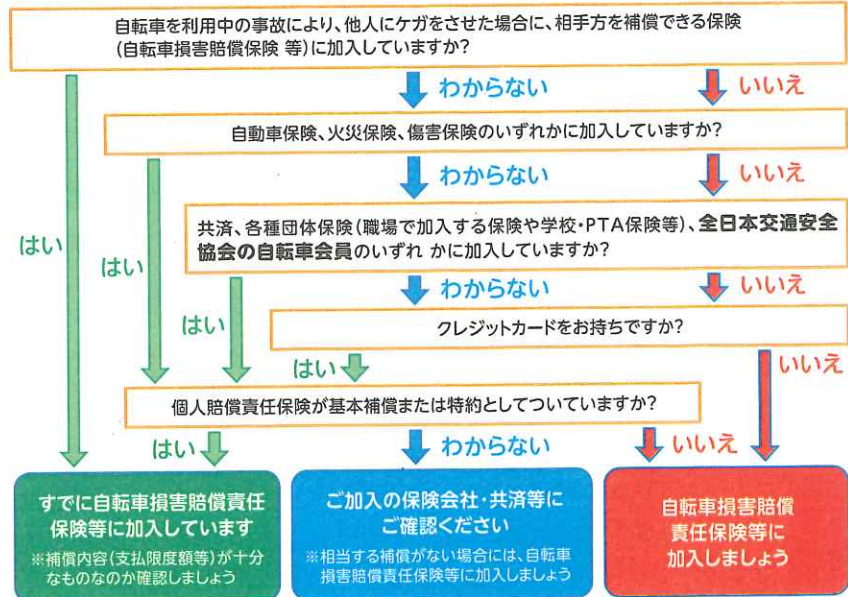 自転車を利用中の事故により、他人にケガをさせた場合に、相手方を補償できる保険
(自転車損害賠償保険 等)に加入していますか?
わからない
いいえ
自動車保険、火災保険、傷害保険のいずれかに加入していますか?
わからない
いいえ
共済、各種団体保険(職場で加入する保険や学校・PTA保険等)、全日本交通安全
協会の自転車会員のいずれ かに加入していますか?
はい
はい
わからない
いいえ
はい
クレジットカードをお持ちですか?
はい
いいえ
個人賠償責任保険が基本補償または特約としてついていますか?
はい
わからない
いいえ
すでに自転車損害賠償責任
保険等に加入しています
※補償内容(支払限度額等)が十分
なものなのか確認しましょう
ご加入の保険会社・共済等に
ご確認ください
※相当する補償がない場合には、自転車
損害賠償責任保険等に加入しましょう
自転車損害賠償
責任保険等に
加入しましょう